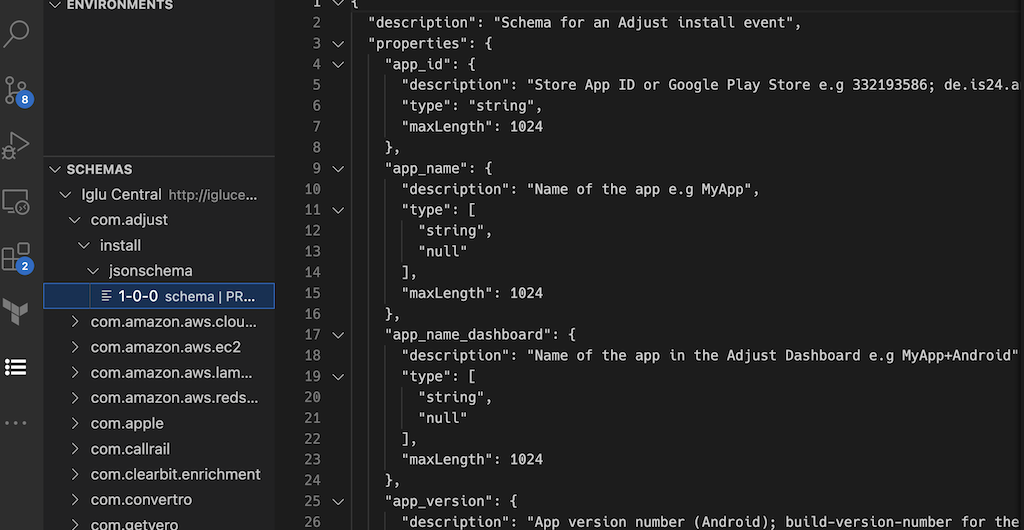 ENVIRONMENTS
8
2
SCHEMAS
Iglu Central http://igluce...
com.adjust
install
jsonschema
1-0-0 schema | PR...
com.amazon.aws.clou...
com.amazon.aws.ec2
com.amazon.aws.lam...
com.amazon.aws.reds...
com.apple
com.callrail
com.clearbit.enrichment
com.convertro
com.getvero
1 {
2 "description": "Schema for an Adjust install event",
3 "properties": {
4 "app_id": {
5 "description": "Store App ID or Google Play Store e.g 332193586; de.is24.a
6 "type": "string",
7 "maxLength": 1024
8 },
9 "app_name": {
10 "description": "Name of the app e.g MyApp",
11 "type": [
12 "string",
13 "null"
14 ],
15 "maxLength": 1024
16 },
17 "app_name_dashboard": {
18 "description": "Name of the app in the Adjust Dashboard e.g MyApp+Android"
19 "type": [
20 "string",
21 "null"
22 ],
23 "maxLength": 1024
24 },
25 "app_version": {
26 "description": "App version number (Android); build-version-number for the